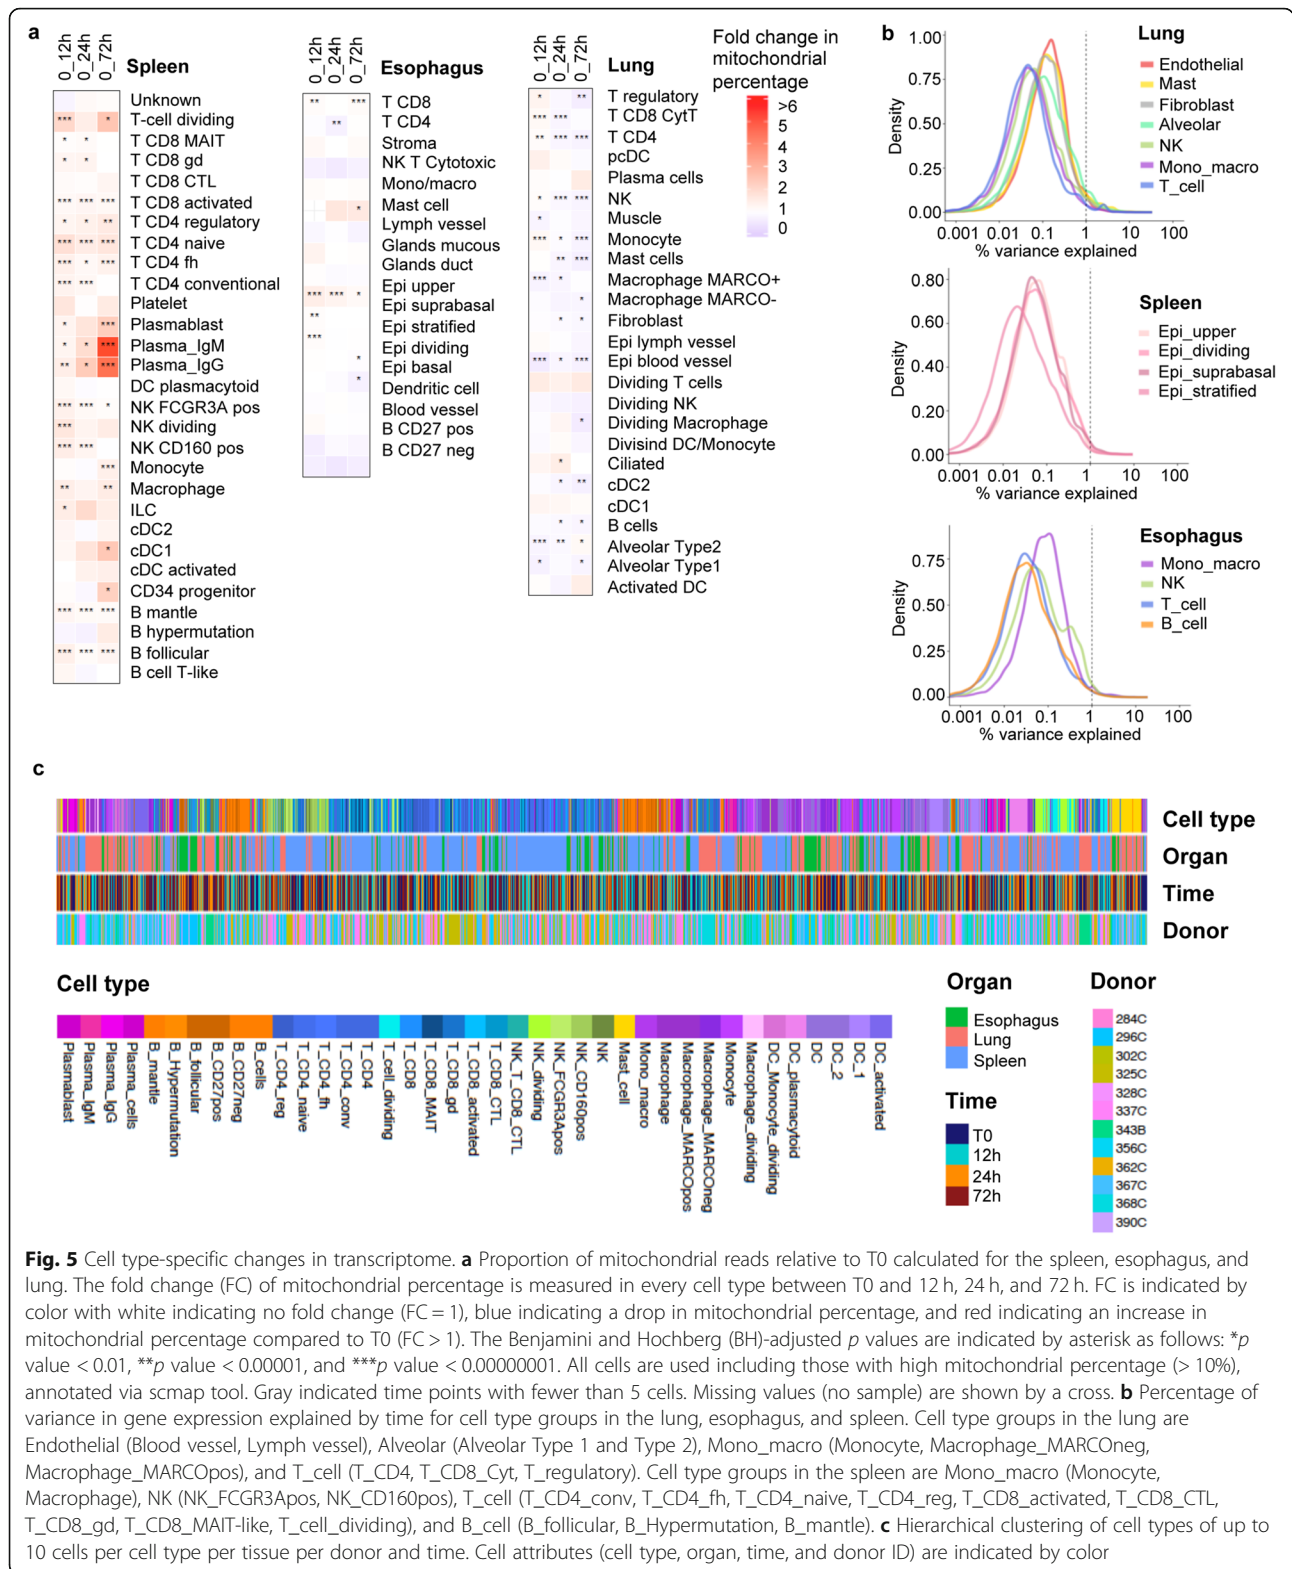 a
0_12h
0_24h
0_72h
Spleen
Unknown
T-cell dividing
T CD8 MAIT
T CD8 gd
T CD8 CTL
T CD8 activated
T CD4 regulatory
T CD4 naive
T CD4 fh
T CD4 conventional
Platelet
Plasmablast
Plasma_IgM
Plasma_IgG
DC plasmacytoid
NK FCGR3A pos
NK dividing
NK CD160 pos
Monocyte
Macrophage
ILC
cDC2
cDC1
cDC activated
CD34 progenitor
B mantle
B hypermutation
B follicular
B cell T-like
0_12h
0_24h
0_72h
Esophagus
T CD8
T CD4
Stroma
NK T Cytotoxic
Mono/macro
Mast cell
Lymph vessel
Glands mucous
Glands duct
Epi upper
Epi suprabasal
Epi stratified
Epi dividing
Epi basal
Dendritic cell
Blood vessel
B CD27 pos
B CD27 neg
0_12h
0_24h
0_72h
Lung
T regulatory
T CD8 CytT
T CD4
pcDC
Plasma cells
NK
Muscle
Monocyte
Mast cells
Macrophage MARCO+
Macrophage MARCO-
Fibroblast
Epi lymph vessel
Epi blood vessel
Dividing T cells
Dividing NK
Dividing Macrophage
Divisind DC/Monocyte
Ciliated
cDC2
cDC1
B cells
Alveolar Type2
Alveolar Type1
Activated DC
Fold change in
mitochondrial
percentage
>6
5
4
3
2
1
0
b
Density
1.00
0.75
0.50
0.25
0.00
0.001 0.01 0.1 1 10 100
% variance explained
Lung
Endothelial
Mast
Fibroblast
Alveolar
NK
Mono_macro
T_cell
Density
0.80
0.60
0.40
0.20
0.00
0.001 0.01 0.1 1 10 100
% variance explained
Spleen
Epi_upper
Epi_dividing
Epi_suprabasal
Epi_stratified
Density
0.75
0.50
0.25
0.00
0.001 0.01 0.1 1 10 100
% variance explained
Esophagus
Mono_macro
NK
T_cell
B_cell
c
Cell type
Organ
Time
Donor
Cell type
Plasmablast
Plasma_IgM
Plasma_IgG
Plasma_cells
B_mantle
B_Hypermutation
B_follicular
B_CD27pos
B_CD27neg
B_cells
T_CD4_reg
T_CD4_naive
T_CD4_fh
T_CD4_conv
T_CD4
T_cell_dividing
T_CD8
T_CD8_MAIT
T_CD8_gd
T_CD8_activated
T_CD8_CTL
NK_T_CD8_CTL
NK_dividing
NK_FCGR3Apos
NK_CD160pos
NK
Mast_cell
Mono_macro
Macrophage
Macrophage_MARCOpos
Macrophage_MARCOneg
Monocyte
Macrophage_dividing
DC_Monocyte_dividing
DC_plasmacytoid
DC
DC_2
DC_1
DC_activated
Organ
Esophagus
Lung
Spleen
Time
T0
12h
24h
72h
Donor
284C
296C
302C
325C
328C
337C
343B
356C
362C
367C
368C
390C
Fig. 5 Cell type-specific changes in transcriptome. a Proportion of mitochondrial reads relative to T0 calculated for the spleen, esophagus, and
lung. The fold change (FC) of mitochondrial percentage is measured in every cell type between T0 and 12 h, 24 h, and 72 h. FC is indicated by
color with white indicating no fold change (FC = 1), blue indicating a drop in mitochondrial percentage, and red indicating an increase in
mitochondrial percentage compared to T0 (FC > 1). The Benjamini and Hochberg (BH)-adjusted p values are indicated by asterisk as follows: *p
value < 0.01, **p value < 0.00001, and ***p value < 0.00000001. All cells are used including those with high mitochondrial percentage (> 10%),
annotated via scmap tool. Gray indicated time points with fewer than 5 cells. Missing values (no sample) are shown by a cross. b Percentage of
variance in gene expression explained by time for cell type groups in the lung, esophagus, and spleen. Cell type groups in the lung are
Endothelial (Blood vessel, Lymph vessel), Alveolar (Alveolar Type 1 and Type 2), Mono_macro (Monocyte, Macrophage_MARCOneg,
Macrophage_MARCOpos), and T_cell (T_CD4, T_CD8_Cyt, T_regulatory). Cell type groups in the spleen are Mono_macro (Monocyte,
Macrophage), NK (NK_FCGR3Apos, NK_CD160pos), T_cell (T_CD4_conv, T_CD4_fh, T_CD4_naive, T_CD4_reg, T_CD8_activated, T_CD8_CTL,
T_CD8_gd, T_CD8_MAIT-like, T_cell_dividing), and B_cell (B_follicular, B_Hypermutation, B_mantle). c Hierarchical clustering of cell types of up to
10 cells per cell type per tissue per donor and time. Cell attributes (cell type, organ, time, and donor ID) are indicated by color